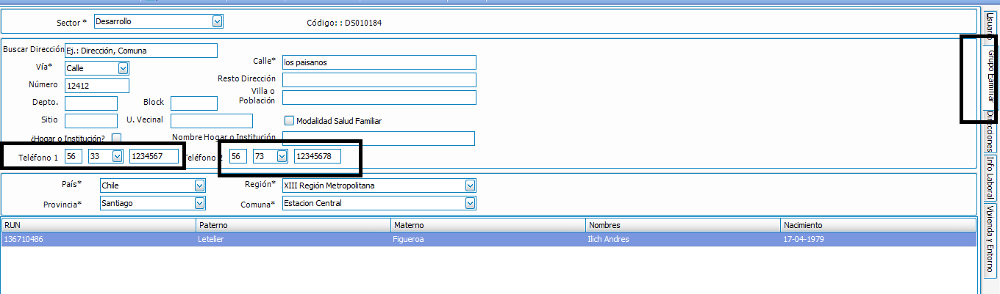 Sector * Desarrollo Código: : DS010184
Buscar Dirección Ej.: Dirección, Comuna
Vía* Calle Calle* los paisanos
Número 12412 Resto Dirección
Villa o
Población
Depto. Block
Sitio U. Vecinal Modalidad Salud Familiar
¿Hogar o Institución? Nombre Hogar o Institución
Teléfono 1 56 33 1234567 Teléfono 56 73 12345678
País* Chile Región* XIII Región Metropolitana
Provincia* Santiago Comuna* Estacion Central
RUN Paterno Materno Nombres Nacimiento
136710486 Letelier Figueroa Ilich Andres 17-04-1979
Usuario
Grupo Familiar
Direcciones
Info Laboral
Vivienda y Entorno